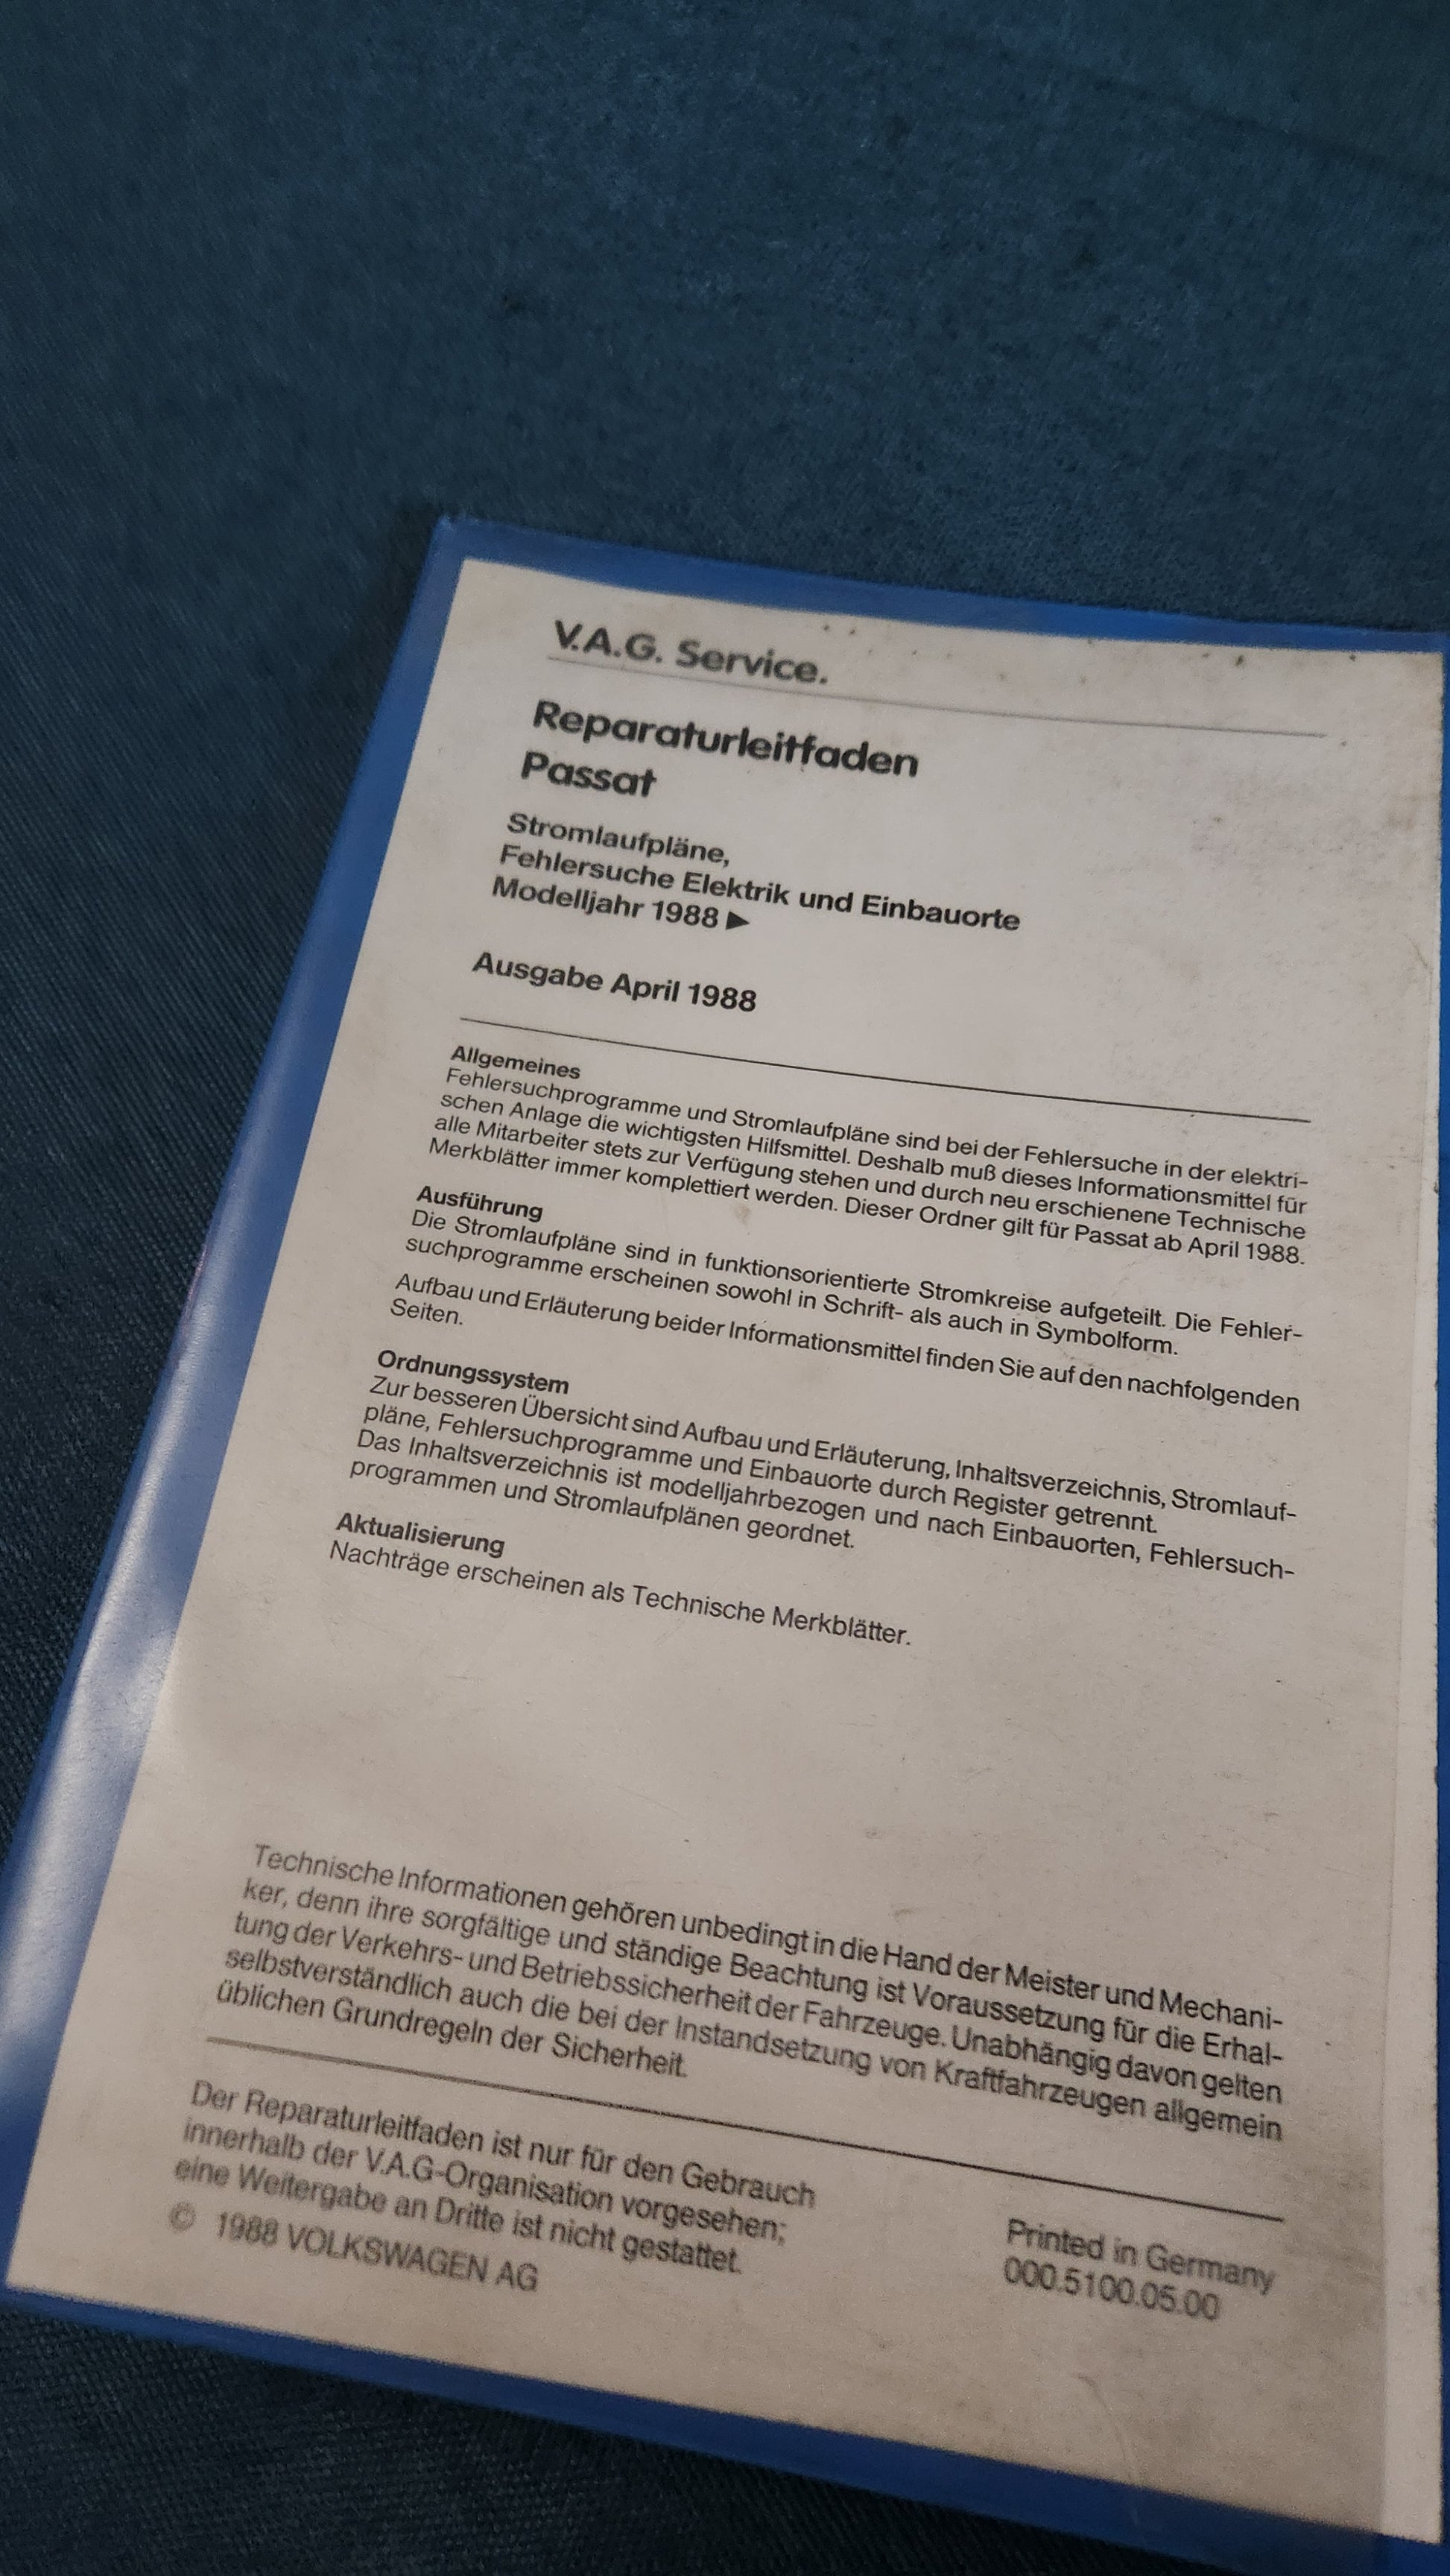 V.A.G. Service.
Reparaturleitfaden
Passat
Stromlaufpläne,
Fehlersuche Elektrik und Einbauorte
Modelljahr 1988 ▶
Ausgabe April 1988
Allgemeines
Fehlersuchprogramme und Stromlaufpläne sind bei der Fehlersuche in der elektri-
schen Anlage die wichtigsten Hilfsmittel. Deshalb muß dieses Informationsmittel für
alle Mitarbeiter stets zur Verfügung stehen und durch neu erschienene Technische
Merkblätter immer komplettiert werden. Dieser Ordner gilt für Passat ab April 1988.
Ausführung
Die Stromlaufpläne sind in funktionsorientierte Stromkreise aufgeteilt. Die Fehler-
suchprogramme erscheinen sowohl in Schrift- als auch in Symbolform.
Aufbau und Erläuterung beider Informationsmittel finden Sie auf den nachfolgenden
Seiten.
Ordnungssystem
Zur besseren Übersicht sind Aufbau und Erläuterung, Inhaltsverzeichnis, Stromlauf-
pläne, Fehlersuchprogramme und Einbauorte durch Register getrennt.
Das Inhaltsverzeichnis ist modelljahrbezogen und nach Einbauorten, Fehlersuch-
programmen und Stromlaufplänen geordnet.
Aktualisierung
Nachträge erscheinen als Technische Merkblätter.
Technische Informationen gehören unbedingt in die Hand der Meister und Mechani-
ker, denn ihre sorgfältige und ständige Beachtung ist Voraussetzung für die Erhal-
tung der Verkehrs- und Betriebssicherheit der Fahrzeuge. Unabhängig davon gelten
selbstverständlich auch die bei der Instandsetzung von Kraftfahrzeugen allgemein
üblichen Grundregeln der Sicherheit.
Der Reparaturleitfaden ist nur für den Gebrauch
innerhalb der V.A.G-Organisation vorgesehen;
eine Weitergabe an Dritte ist nicht gestattet.
© 1988 VOLKSWAGEN AG
Printed in Germany
000.5100.05.00